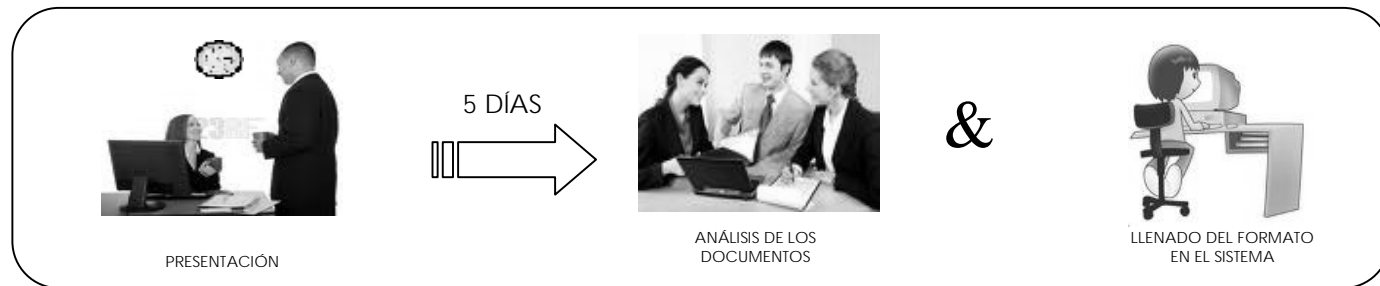 5 DÍAS
&
PRESENTACIÓN
ANÁLISIS DE LOS
DOCUMENTOS
LLENADO DEL FORMATO
EN EL SISTEMA